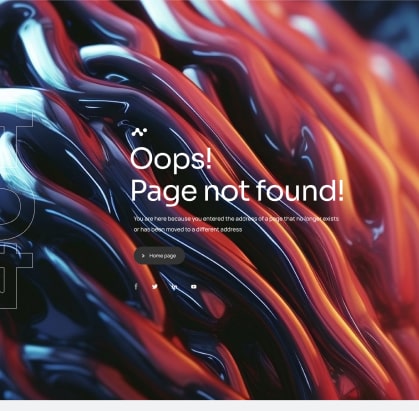 Oops!
Page not found!
You are here because you entered the address of a page that no longer exists
or has been moved to a different address
Home page